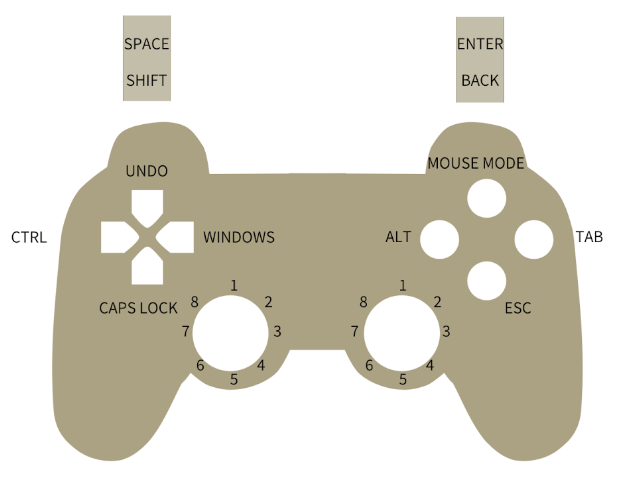 SPACE
ENTER
SHIFT
BACK
MOUSE MODE
UNDO
CTRL
WINDOWS
ALT
TAB
CAPS LOCK
ESC
1
8
2
7
3
6
4
5
1
8
2
7
3
6
4
5